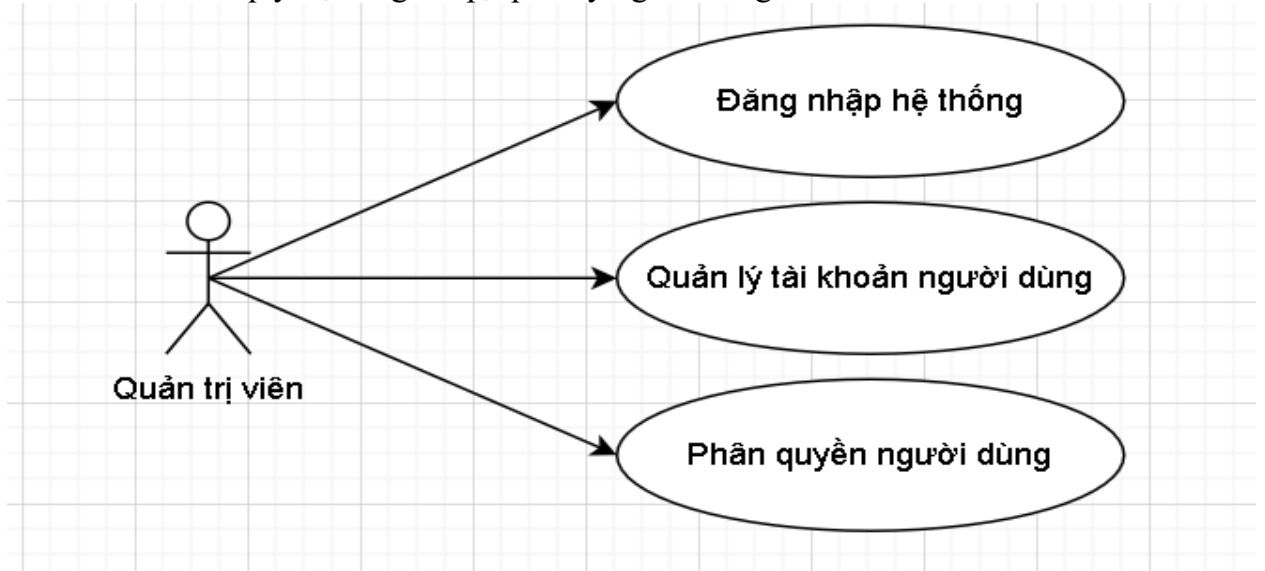 Đăng nhập hệ thống
Quản lý tài khoản người dùng
Quản trị viên
Phân quyền người dùng